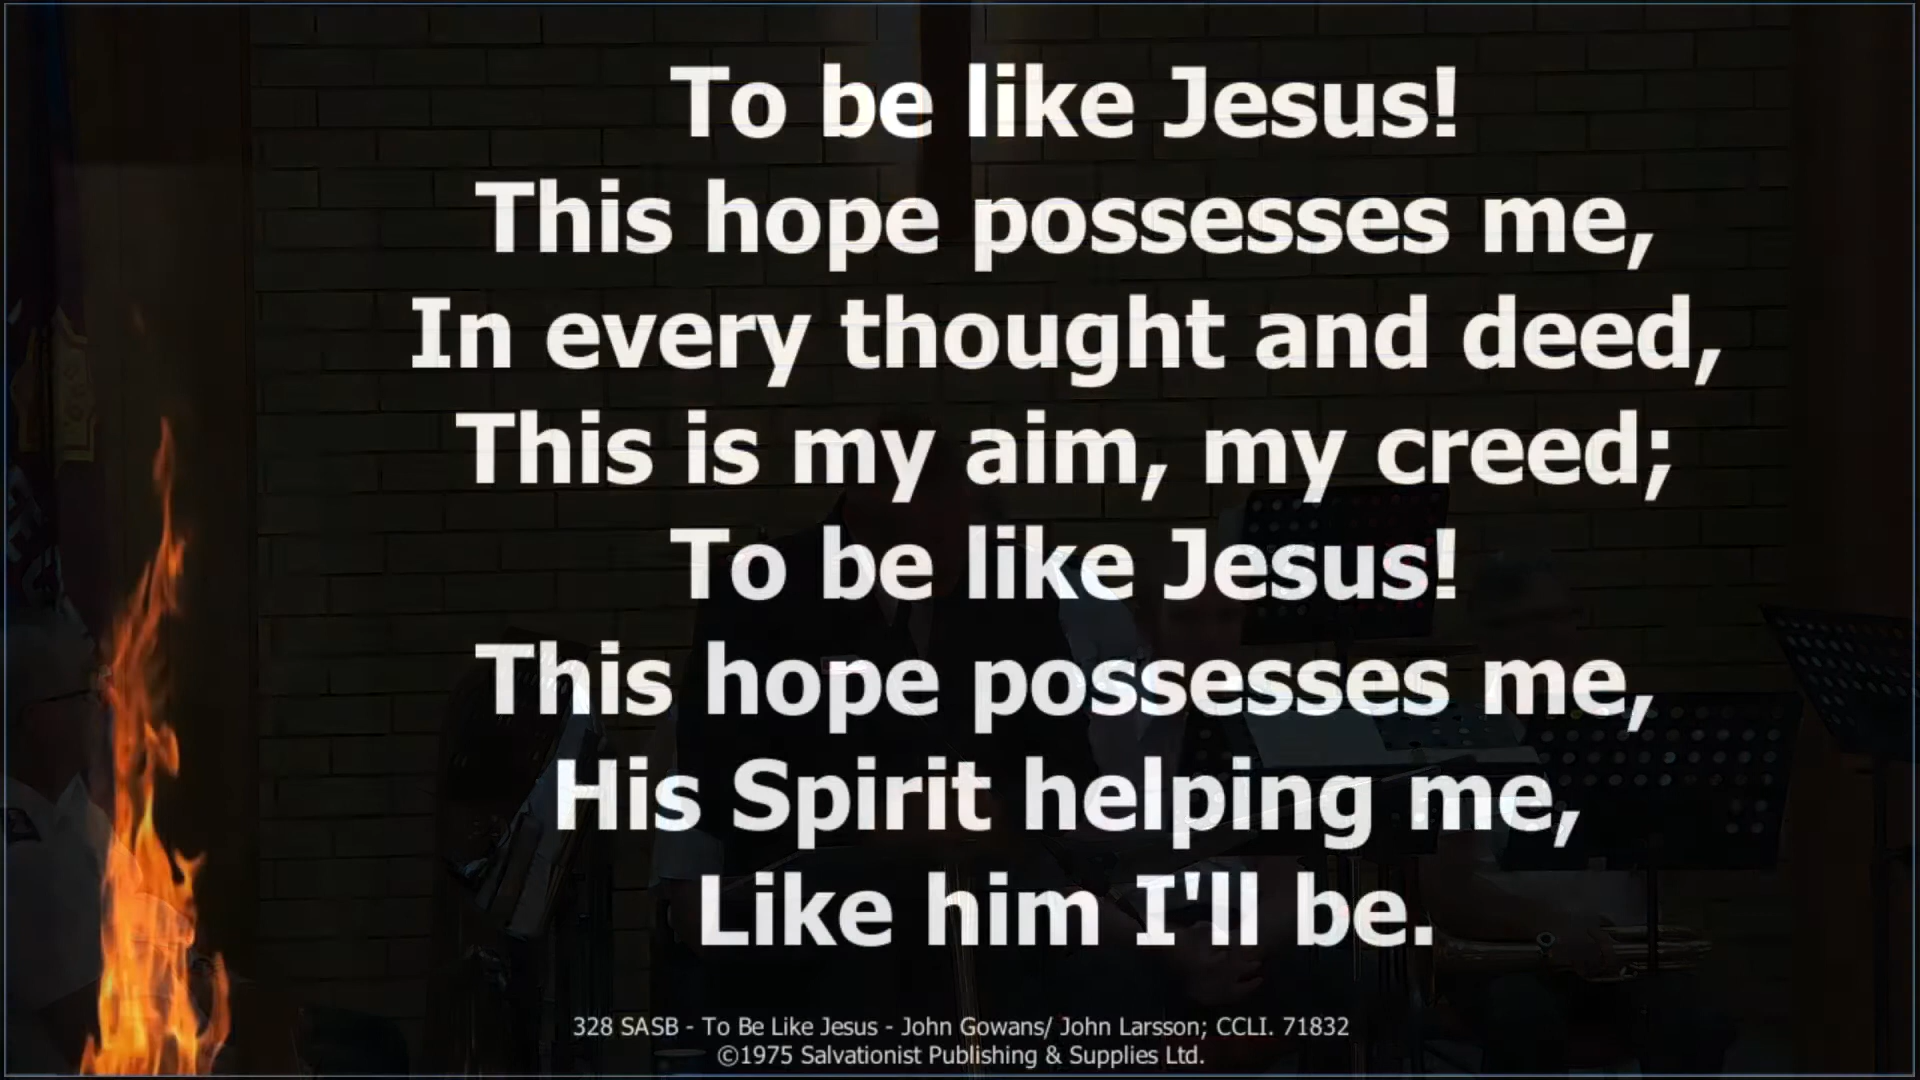 To be like Jesus!
This hope possesses me,
In every thought and deed,
This is my aim, my creed;
To be like Jesus!
This hope possesses me,
His Spirit helping me,
Like him I'll be.
328 SASB - To Be Like Jesus - John Gowans/ John Larsson; CCLI. 71832
©1975 Salvationist Publishing & Supplies Ltd.